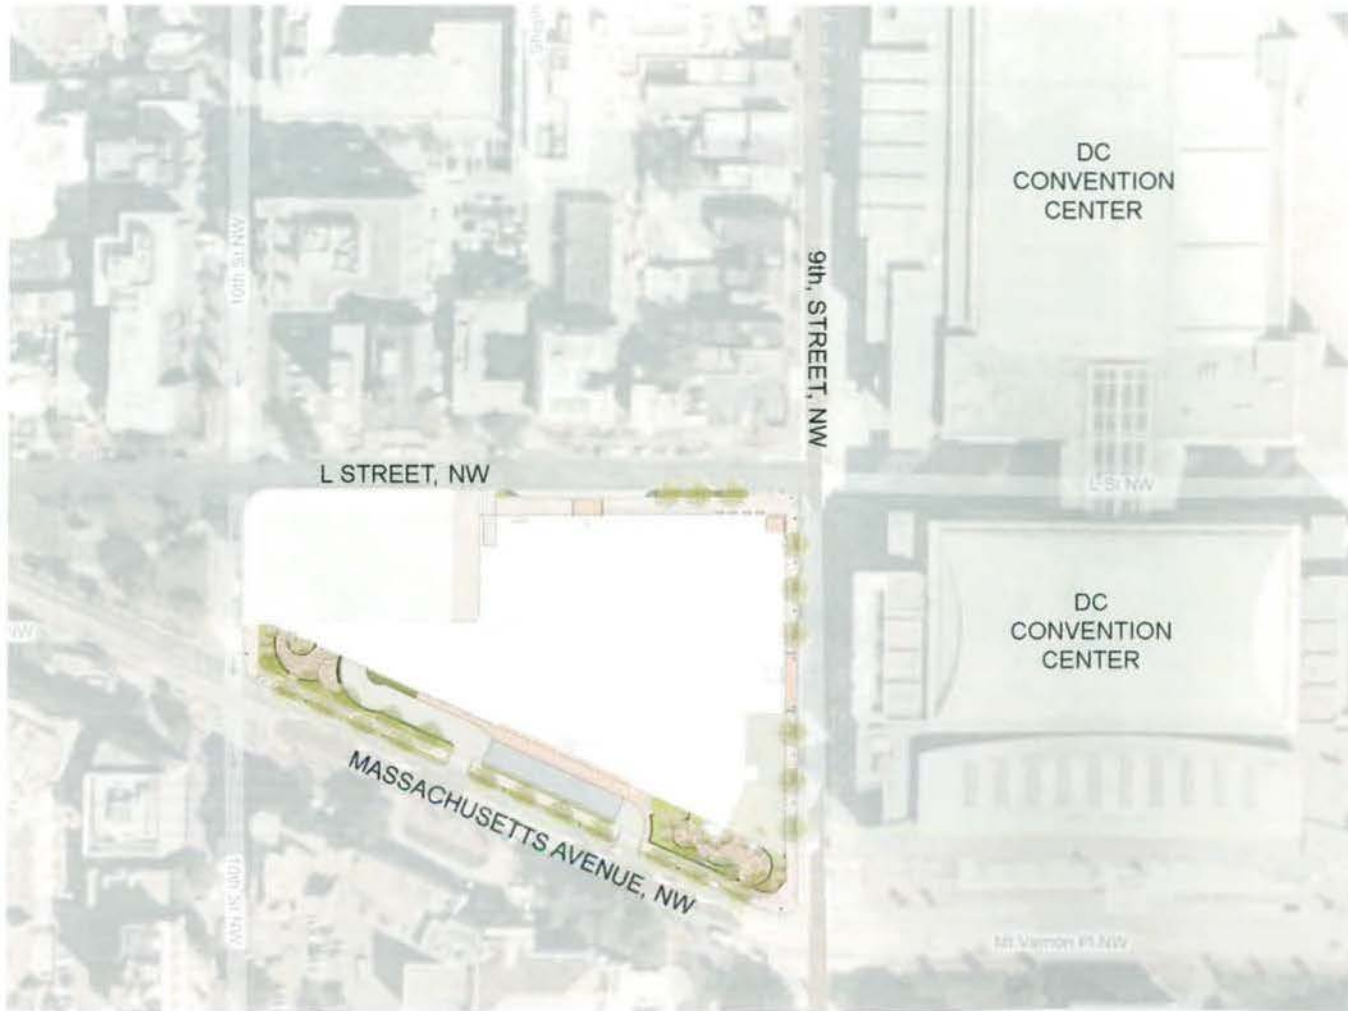 DC
CONVENTION
CENTER
10th St NW
9th, STREET, NW
L STREET, NW
L St NW
DC
CONVENTION
CENTER
NW
MASSACHUSETTS AVENUE, NW
10th St NW
Mt Vernon Pl NW